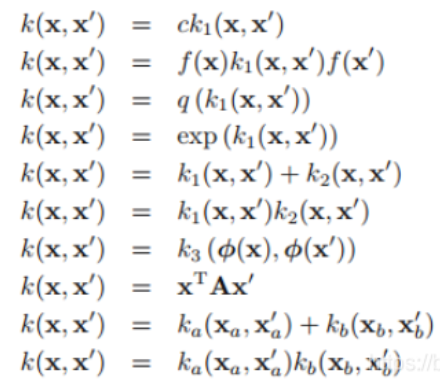 k(x, x′) = ck₁(x, x′)
k(x, x′) = f(x)k₁(x, x′)f(x′)
k(x, x′) = q (k₁(x, x′))
k(x, x′) = exp (k₁(x, x′))
k(x, x′) = k₁(x, x′) + k₂(x, x′)
k(x, x′) = k₁(x, x′)k₂(x, x′)
k(x, x′) = k₃ (ϕ(x), ϕ(x′))
k(x, x′) = xᵀAx′
k(x, x′) = kₐ(xₐ, x′ₐ) + k_b(x_b, x′_b)
k(x, x′) = kₐ(xₐ, x′ₐ)k_b(x_b, x′_b)